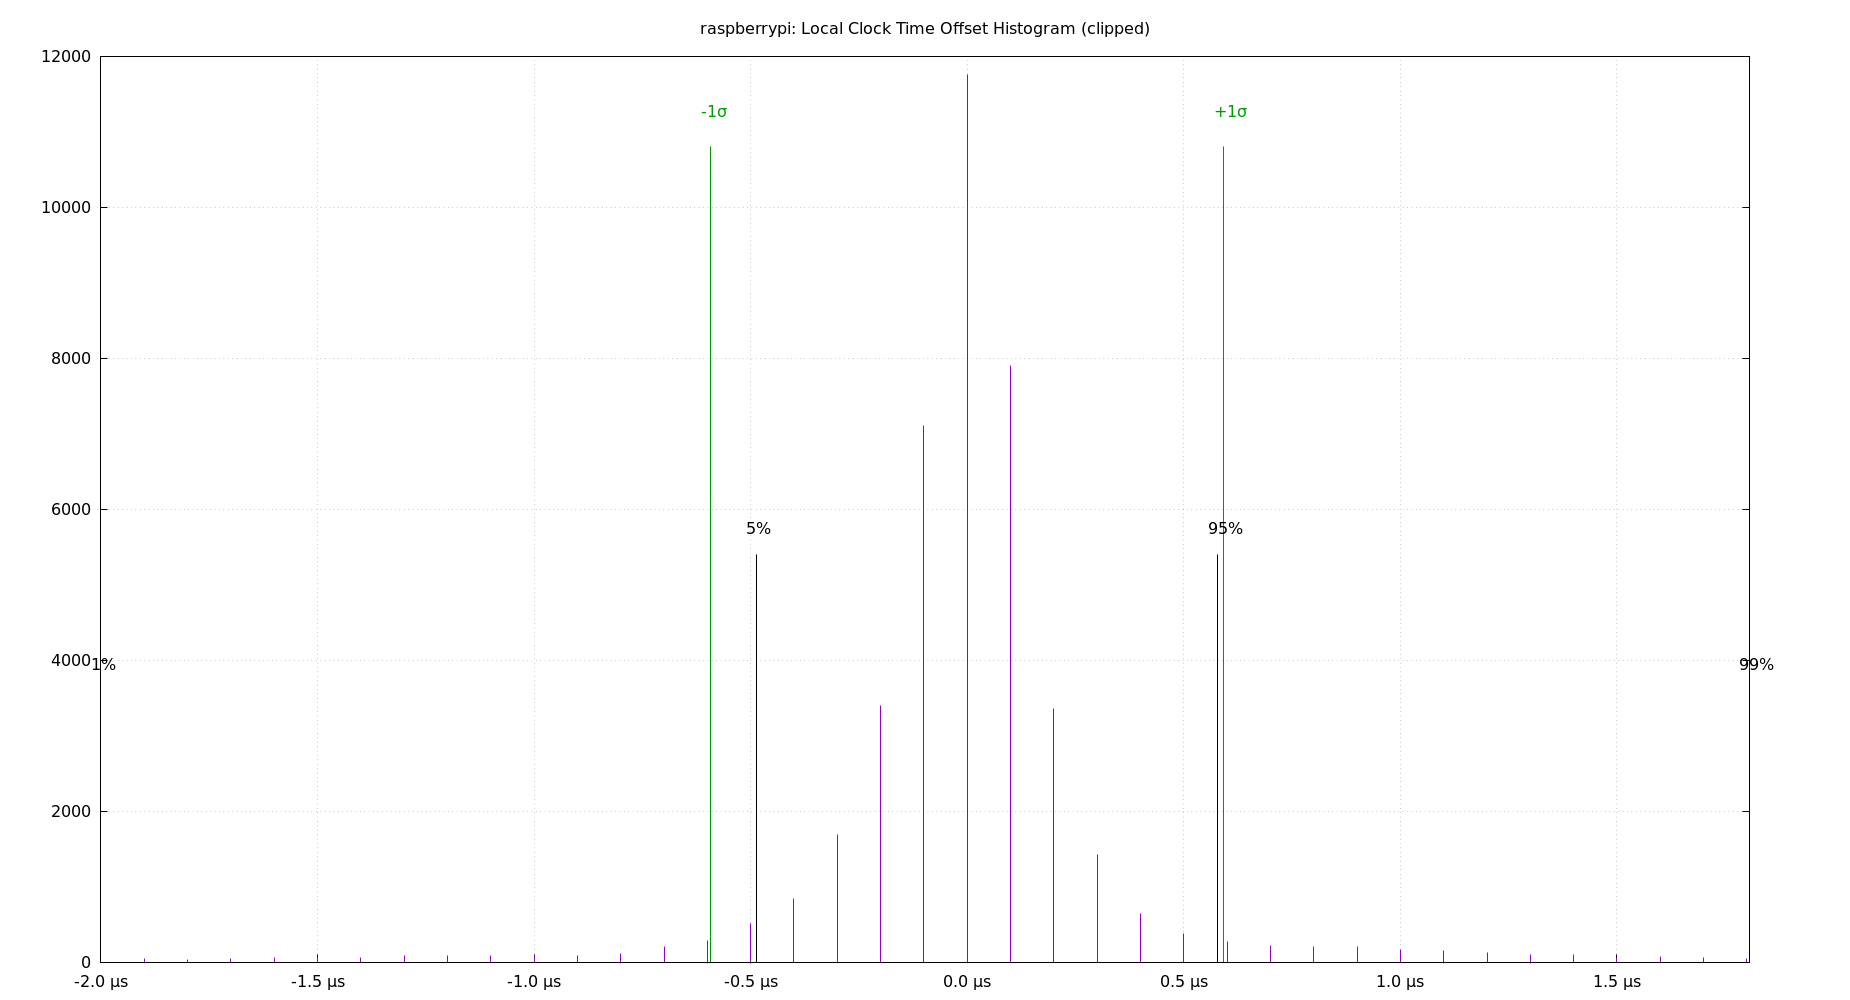 raspberrypi: Local Clock Time Offset Histogram (clipped)
12000
-1σ
+1σ
10000
8000
6000
5%
95%
4000
1%
99%
2000
0
-2.0 µs
-1.5 µs
-1.0 µs
-0.5 µs
0.0 µs
0.5 µs
1.0 µs
1.5 µs